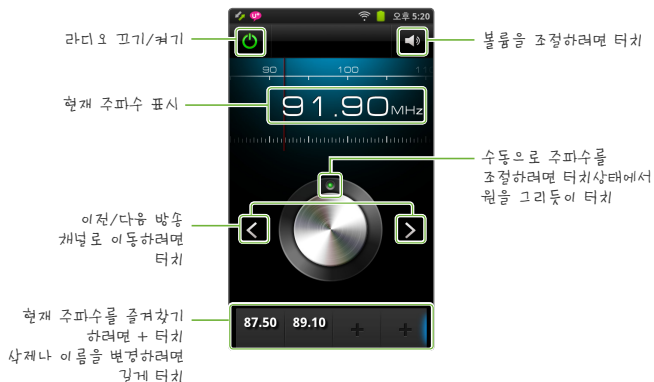 오후 5:20
라디오 끄기/켜기
볼륨을 조절하려면 터치
90 100 11
현재 주파수 표시
91.90MHz
수동으로 주파수를
조절하려면 터치상태에서
원을 그리듯이 터치
이전/다음 방송
채널로 이동하려면
터치
현재 주파수를 즐겨찾기
하려면 + 터치
삭제나 이름을 변경하려면
길게 터치
87.50 89.10 + +